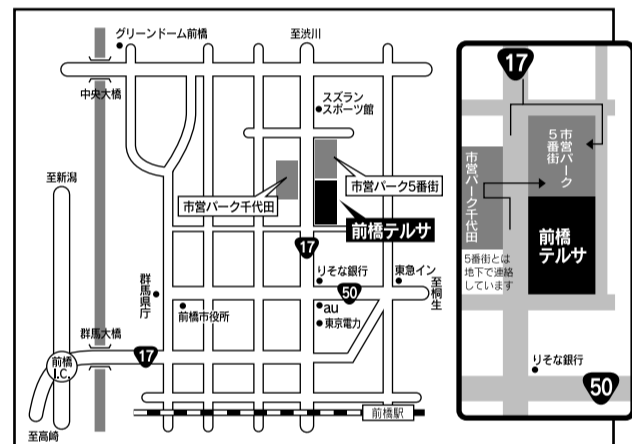 グリーンドーム前橋
至渋川
中央大橋
スズラン
スポーツ館
至新潟
市営パーク千代田
市営パーク5番街
前橋テルサ
17
りそな銀行
東急イン
50
至桐生
群馬県庁
前橋市役所
au
東京電力
群馬大橋
17
前橋
I.C.
前橋駅
至高崎
17
市営パーク
5番街
市営パーク千代田
前橋
テルサ
5番街とは
地下で連絡
しています
りそな銀行
50